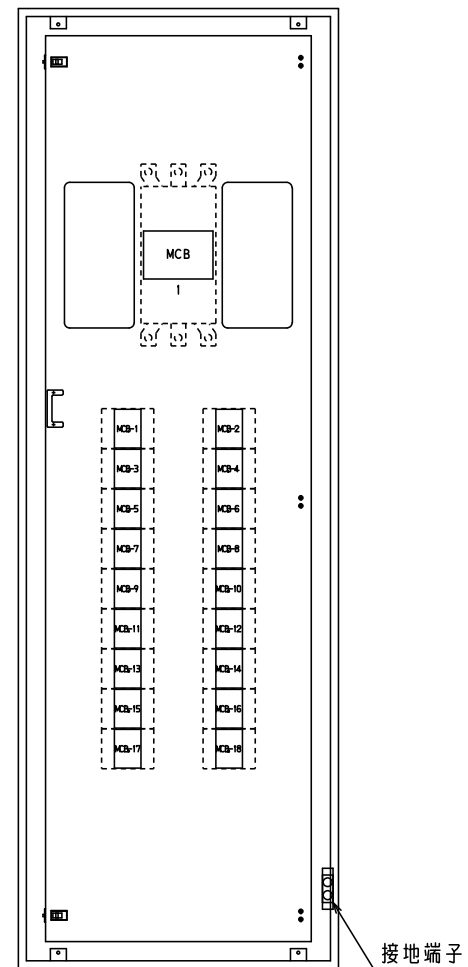 MCB
1
MCB-1 MCB-2
MCB-3 MCB-4
MCB-5 MCB-6
MCB-7 MCB-8
MCB-9 MCB-10
MCB-11 MCB-12
MCB-13 MCB-14
MCB-15 MCB-16
MCB-17 MCB-18
接地端子